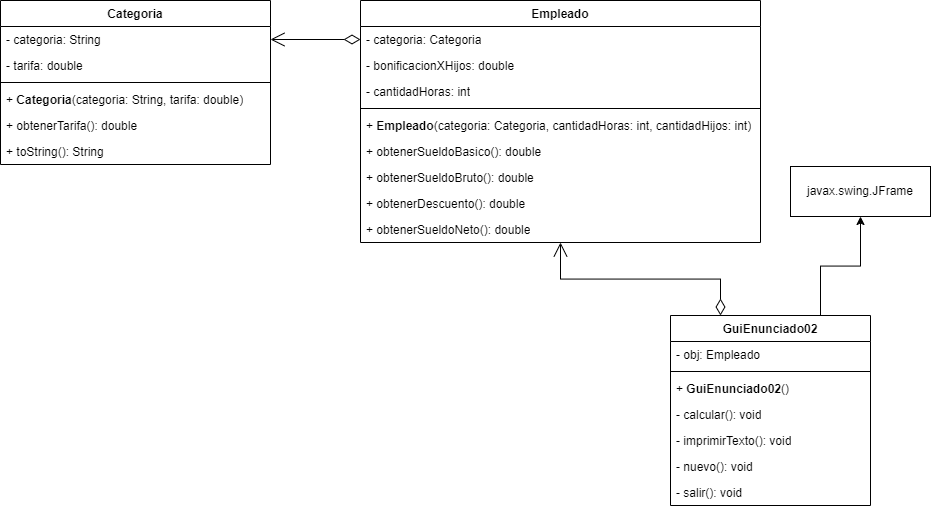 Categoria
- categoria: String
- tarifa: double
+ Categoria(categoria: String, tarifa: double)
+ obtenerTarifa(): double
+ toString(): String
Empleado
- categoria: Categoria
- bonificacionXHijos: double
- cantidadHoras: int
+ Empleado(categoria: Categoria, cantidadHoras: int, cantidadHijos: int)
+ obtenerSueldoBasico(): double
+ obtenerSueldoBruto(): double
+ obtenerDescuento(): double
+ obtenerSueldoNeto(): double
javax.swing.JFrame
GuiEnunciado02
- obj: Empleado
+ GuiEnunciado02()
- calcular(): void
- imprimirTexto(): void
- nuevo(): void
- salir(): void